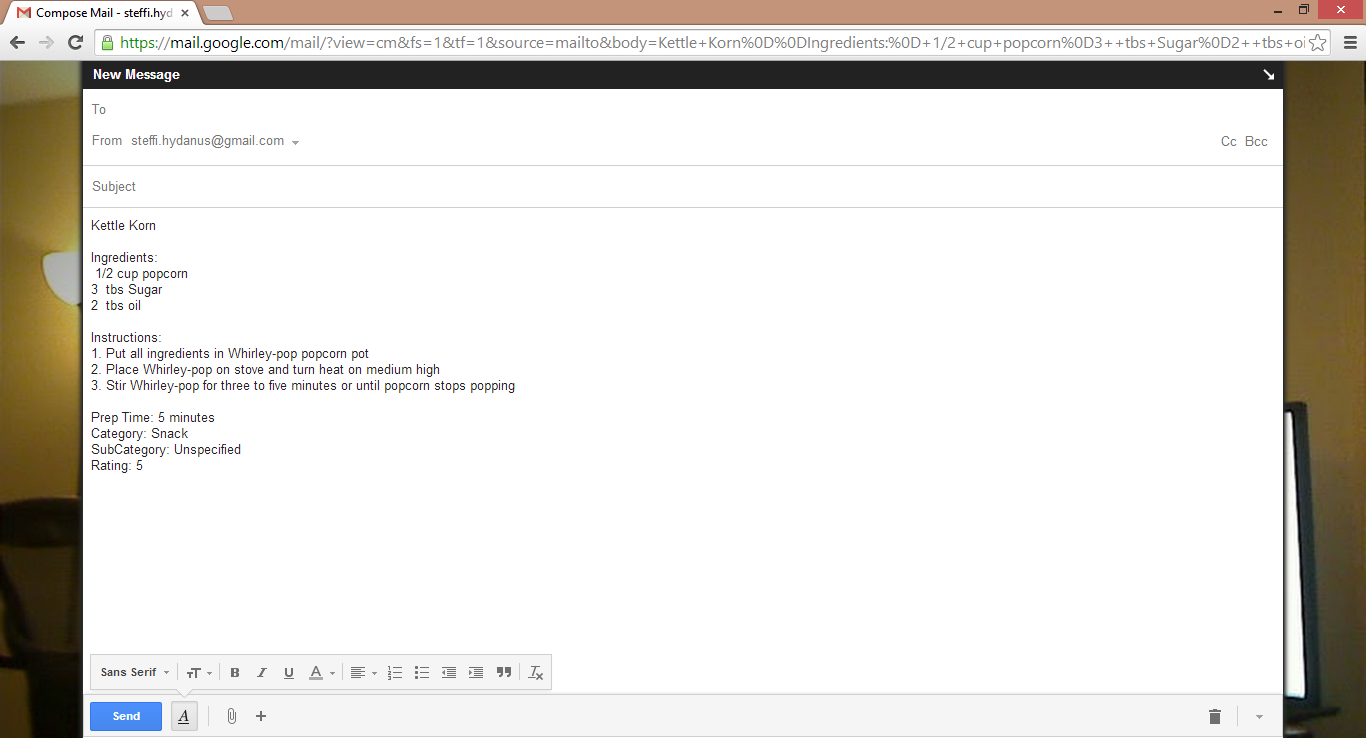 Compose Mail - steffi.hyd
https://mail.google.com/mail/?view=cm&fs=1&tf=1&source=mailto&body=Kettle+Korn%0D%0DIngredients:%0D+1/2+cup+popcorn%0D3++tbs+Sugar%0D2++tbs+oi
New Message
To
From steffi.hydanus@gmail.com
Cc Bcc
Subject
Kettle Korn
Ingredients:
1/2 cup popcorn
3 tbs Sugar
2 tbs oil
Instructions:
1. Put all ingredients in Whirley-pop popcorn pot
2. Place Whirley-pop on stove and turn heat on medium high
3. Stir Whirley-pop for three to five minutes or until popcorn stops popping
Prep Time: 5 minutes
Category: Snack
SubCategory: Unspecified
Rating: 5
Sans Serif
Send